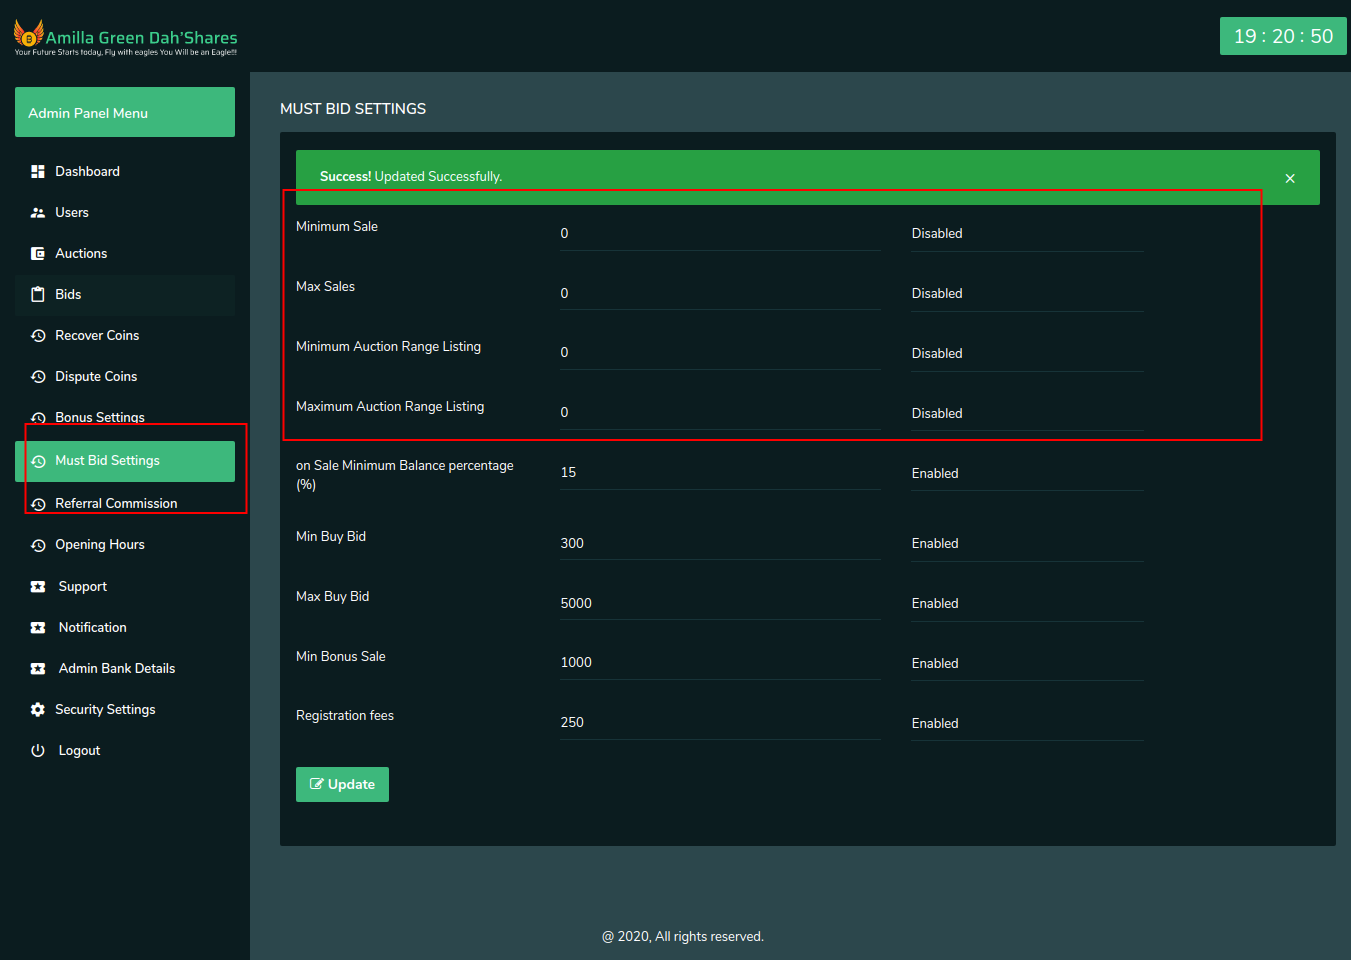 Amilla Green Dah'Shares
Your Future Starts today, Fly with eagles You Will be an Eagle!!!
19 : 20 : 50
Admin Panel Menu
Dashboard
Users
Auctions
Bids
Recover Coins
Dispute Coins
Bonus Settings
Must Bid Settings
Referral Commission
Opening Hours
Support
Notification
Admin Bank Details
Security Settings
Logout
MUST BID SETTINGS
Success! Updated Successfully. ×
Minimum Sale 0 Disabled
Max Sales 0 Disabled
Minimum Auction Range Listing 0 Disabled
Maximum Auction Range Listing 0 Disabled
on Sale Minimum Balance percentage
(%) 15 Enabled
Min Buy Bid 300 Enabled
Max Buy Bid 5000 Enabled
Min Bonus Sale 1000 Enabled
Registration fees 250 Enabled
Update
@ 2020, All rights reserved.